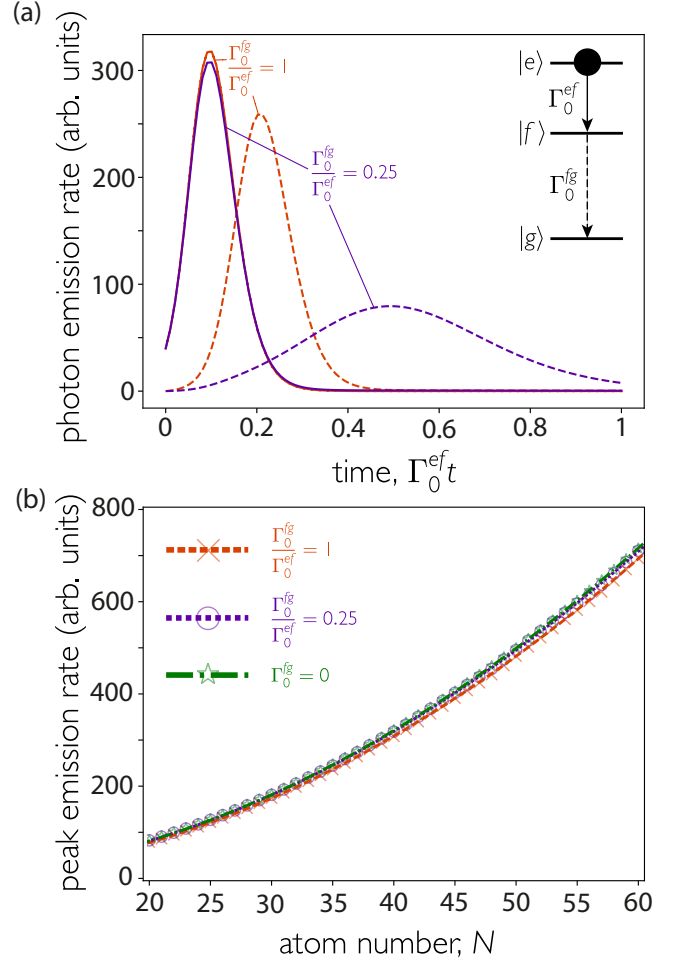 (a)
photon emission rate (arb. units)
300
200
100
0
0
0.2
0.4
0.6
0.8
1
time, Γ₀ᵉᶠt
Γ₀ᶠᵍ/Γ₀ᵉᶠ = 1
Γ₀ᶠᵍ/Γ₀ᵉᶠ = 0.25
|e⟩
Γ₀ᵉᶠ
|f⟩
Γ₀ᶠᵍ
|g⟩
(b)
peak emission rate (arb. units)
800
600
400
200
0
20
25
30
35
40
45
50
55
60
atom number, N
Γ₀ᶠᵍ/Γ₀ᵉᶠ = 1
Γ₀ᶠᵍ/Γ₀ᵉᶠ = 0.25
Γ₀ᶠᵍ = 0